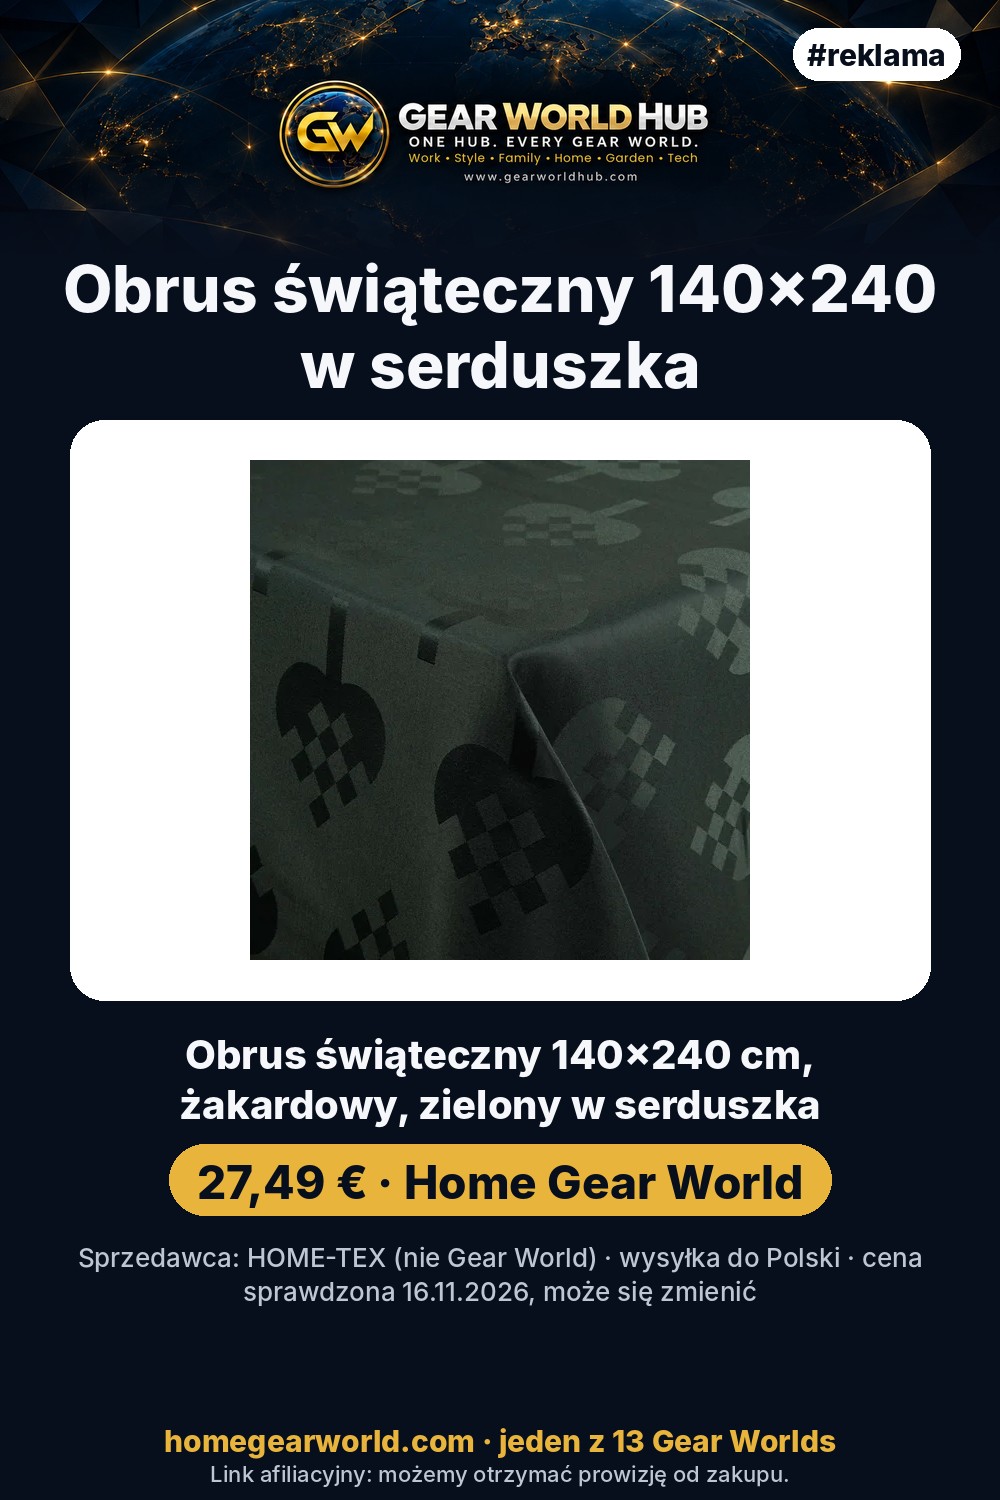 #reklama
GW
GEAR WORLD HUB
ONE HUB. EVERY GEAR WORLD.
Work • Style • Family • Home • Garden • Tech
www.gearworldhub.com
Obrus świąteczny 140×240
w serduszka
Obrus świąteczny 140×240 cm,
żakardowy, zielony w serduszka
27,49 € · Home Gear World
Sprzedawca: HOME-TEX (nie Gear World) · wysyłka do Polski · cena
sprawdzona 16.11.2026, może się zmienić
homegearworld.com · jeden z 13 Gear Worlds
Link afiliacyjny: możemy otrzymać prowizję od zakupu.